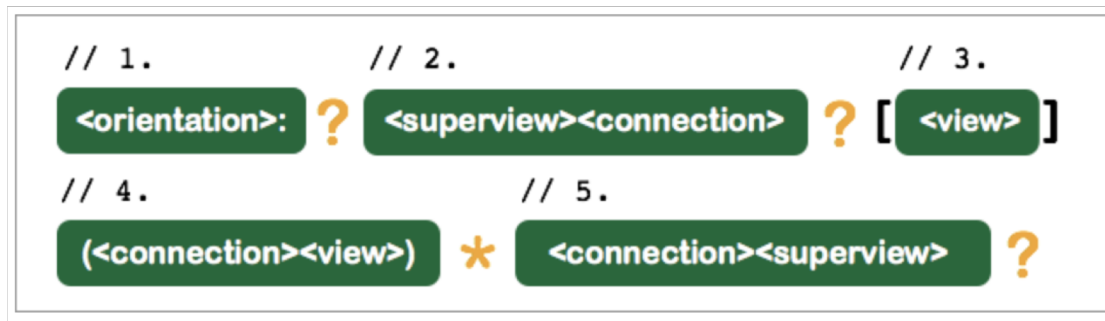 // 1. // 2. // 3.
<orientation>: ? <superview><connection> ? [ <view> ]
// 4. // 5.
(<connection><view>) * <connection><superview> ?